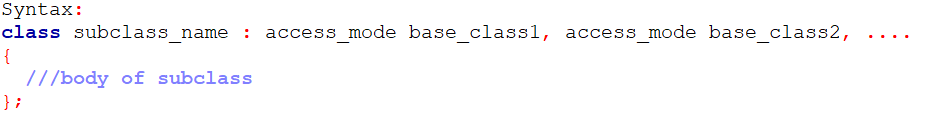 Syntax:
class subclass_name : access_mode base_class1, access_mode base_class2, ....
{
  ///body of subclass
};